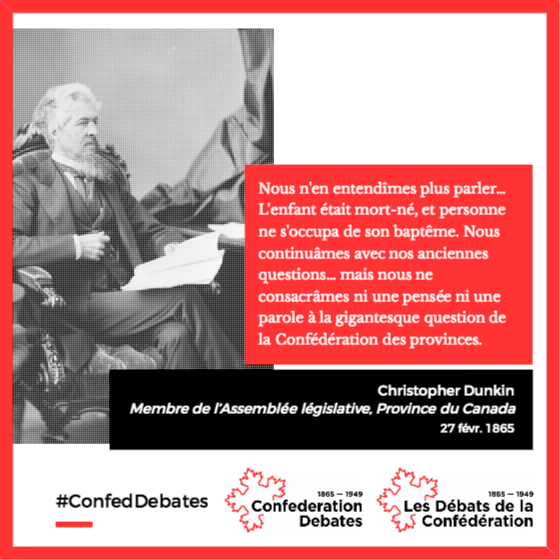 Nous n'en entendîmes plus parler...
L'enfant était mort-né, et personne
ne s'occupa de son baptême. Nous
continuâmes avec nos anciennes
questions... mais nous ne
consacrâmes ni une pensée ni une
parole à la gigantesque question de
la Confédération des provinces.
Christopher Dunkin
Membre de l'Assemblée législative, Province du Canada
27 févr. 1865
#ConfedDebates
1865 — 1949
Confederation
Debates
1865 — 1949
Les Débats de la
Confédération